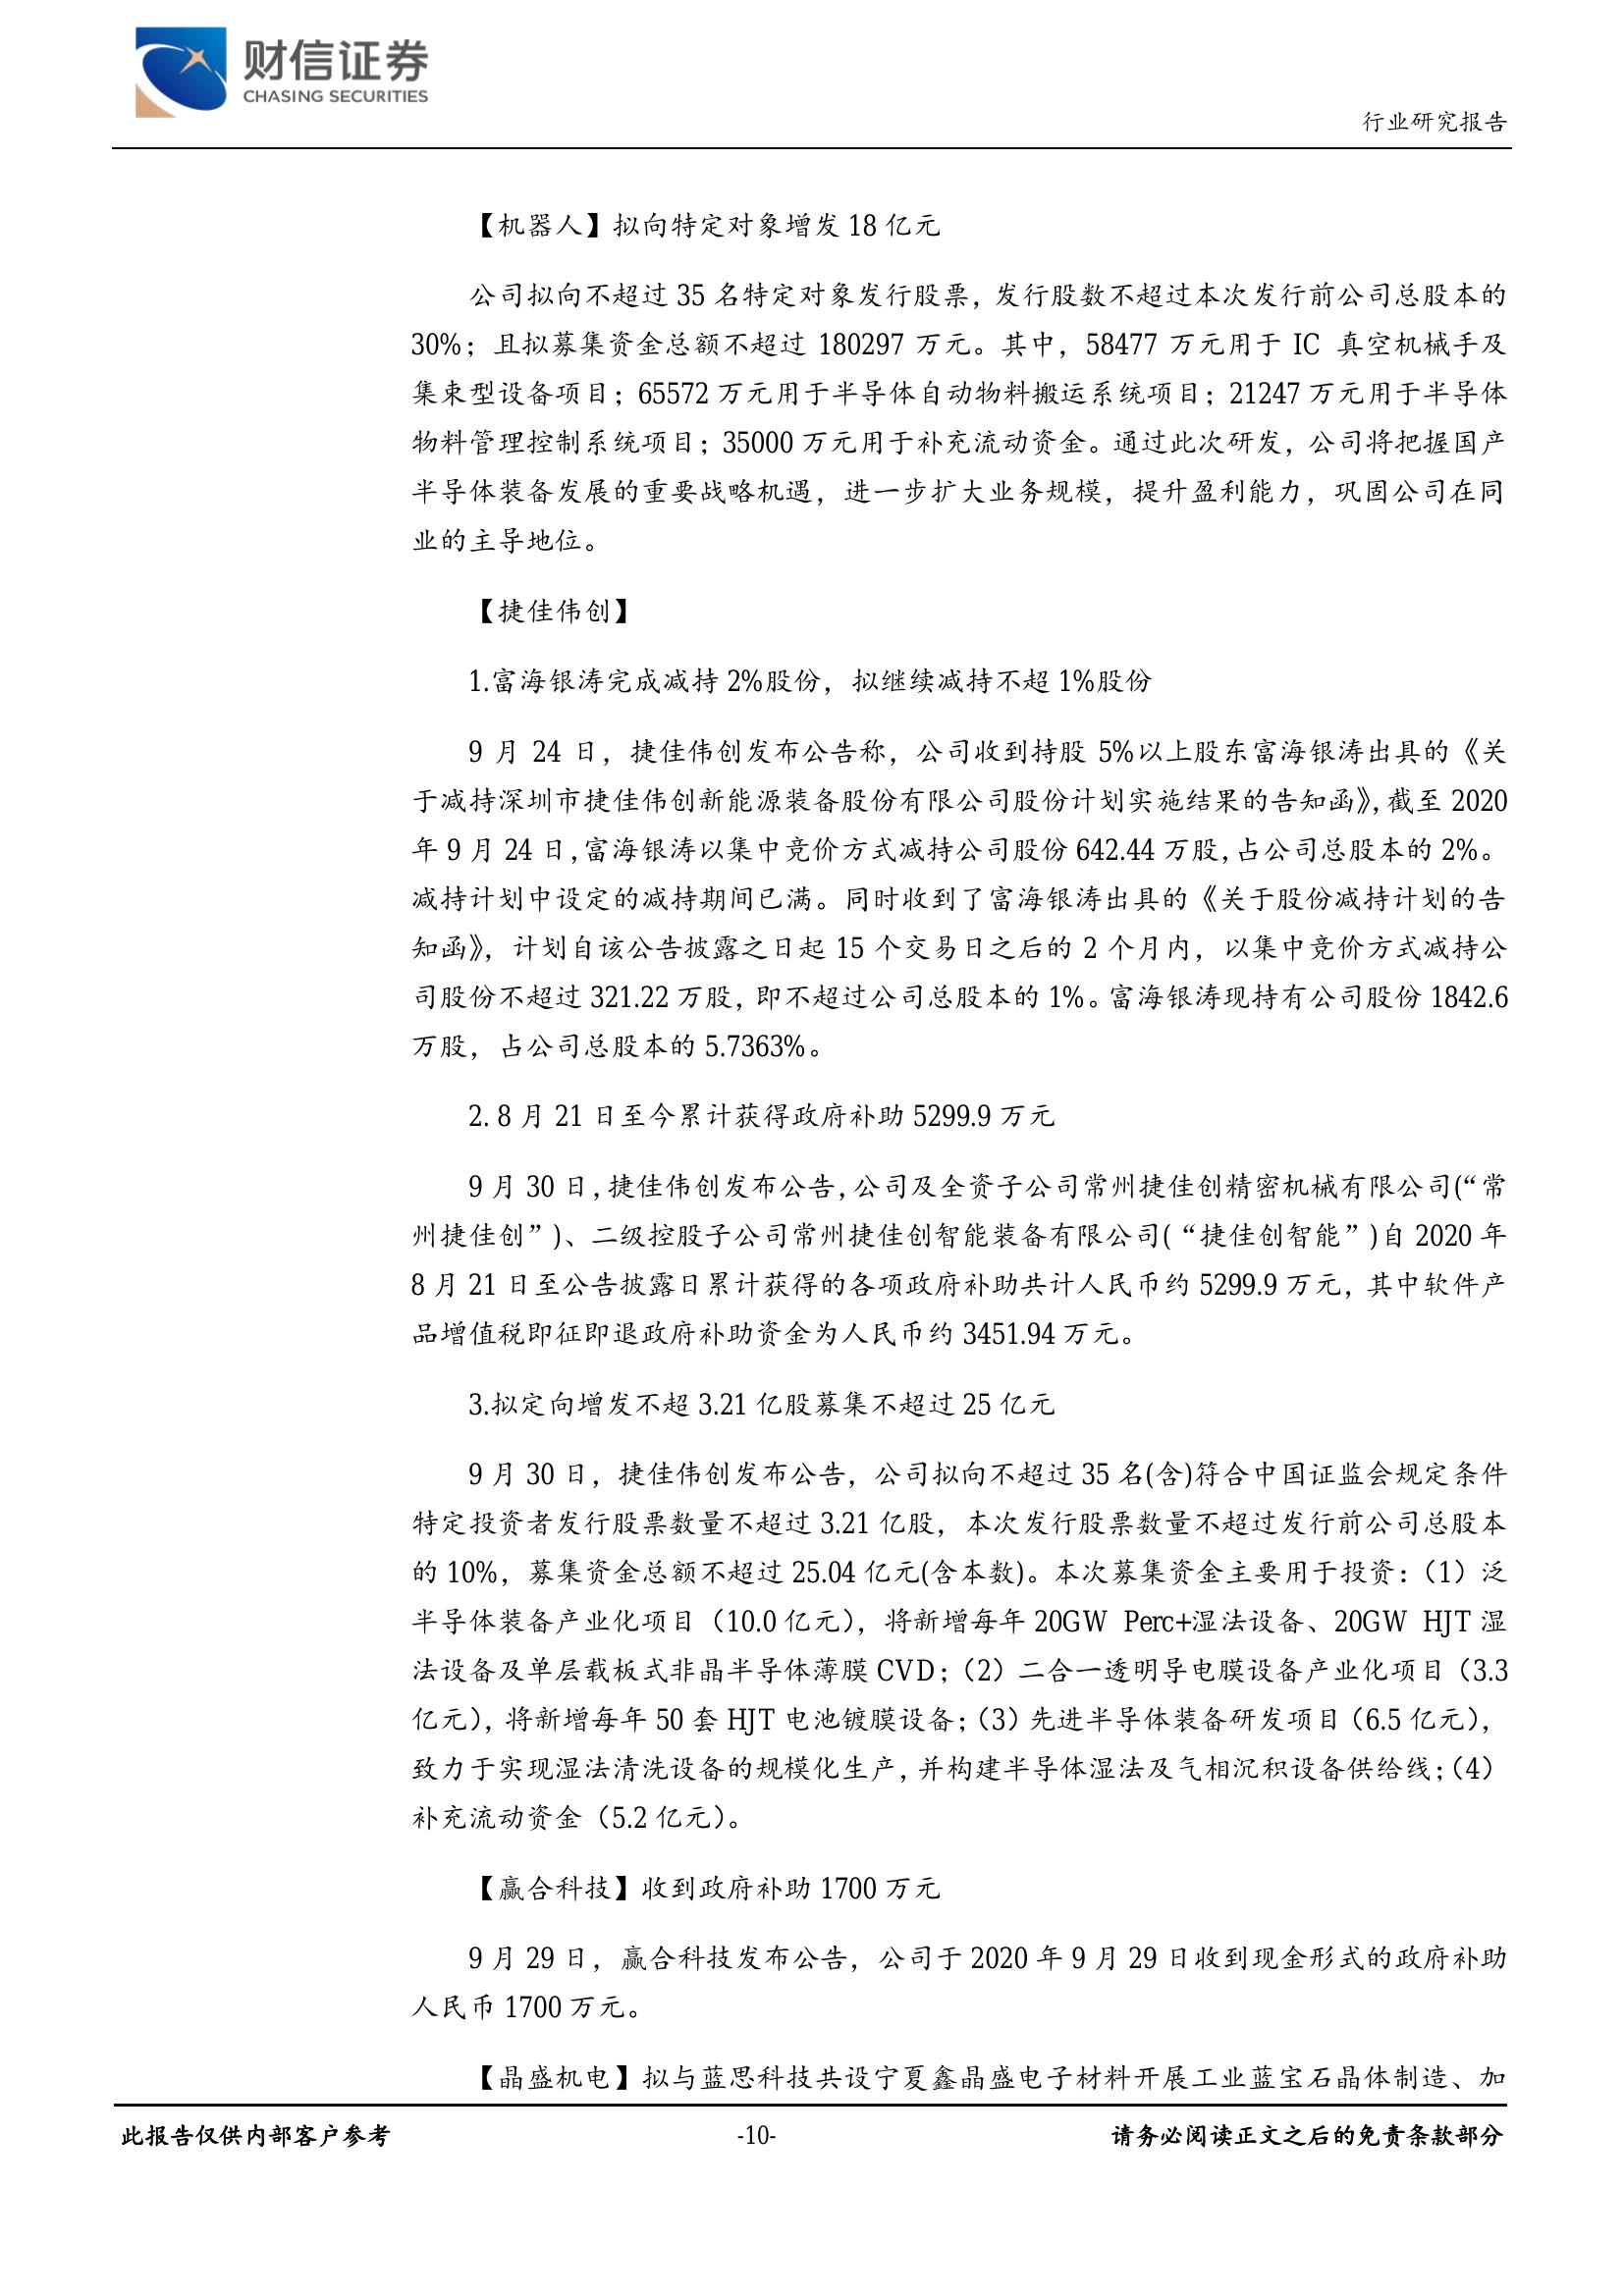 财信证券
CHASING SECURITIES
行业研究报告
【机器人】拟向特定对象增发 18 亿元
公司拟向不超过 35 名特定对象发行股票，发行股数不超过本次发行前公司总股本的
30%；且拟募集资金总额不超过 180297 万元。其中，58477 万元用于 IC 真空机械手及
集束型设备项目；65572 万元用于半导体自动物料搬运系统项目；21247 万元用于半导体
物料管理控制系统项目；35000 万元用于补充流动资金。通过此次研发，公司将把握国产
半导体装备发展的重要战略机遇，进一步扩大业务规模，提升盈利能力，巩固公司在同
业的主导地位。
【捷佳伟创】
1.富海银涛完成减持 2%股份，拟继续减持不超 1%股份
9 月 24 日，捷佳伟创发布公告称，公司收到持股 5%以上股东富海银涛出具的《关
于减持深圳市捷佳伟创新能源装备股份有限公司股份计划实施结果的告知函》，截至 2020
年 9 月 24 日，富海银涛以集中竞价方式减持公司股份 642.44 万股，占公司总股本的 2%。
减持计划中设定的减持期间已满。同时收到了富海银涛出具的《关于股份减持计划的告
知函》，计划自该公告披露之日起 15 个交易日之后的 2 个月内，以集中竞价方式减持公
司股份不超过 321.22 万股，即不超过公司总股本的 1%。富海银涛现持有公司股份 1842.6
万股，占公司总股本的 5.7363%。
2. 8 月 21 日至今累计获得政府补助 5299.9 万元
9 月 30 日，捷佳伟创发布公告，公司及全资子公司常州捷佳创精密机械有限公司(“常
州捷佳创”)、二级控股子公司常州捷佳创智能装备有限公司(“捷佳创智能”)自 2020 年
8 月 21 日至公告披露日累计获得的各项政府补助共计人民币约 5299.9 万元，其中软件产
品增值税即征即退政府补助资金为人民币约 3451.94 万元。
3.拟定向增发不超 3.21 亿股募集不超过 25 亿元
9 月 30 日，捷佳伟创发布公告，公司拟向不超过 35 名(含)符合中国证监会规定条件
特定投资者发行股票数量不超过 3.21 亿股，本次发行股票数量不超过发行前公司总股本
的 10%，募集资金总额不超过 25.04 亿元(含本数)。本次募集资金主要用于投资：（1）泛
半导体装备产业化项目（10.0 亿元），将新增每年 20GW Perc+湿法设备、20GW HJT 湿
法设备及单层载板式非晶半导体薄膜 CVD；（2）二合一透明导电膜设备产业化项目（3.3
亿元），将新增每年 50 套 HJT 电池镀膜设备；（3）先进半导体装备研发项目（6.5 亿元），
致力于实现湿法清洗设备的规模化生产，并构建半导体湿法及气相沉积设备供给线；（4）
补充流动资金（5.2 亿元）。
【赢合科技】收到政府补助 1700 万元
9 月 29 日，赢合科技发布公告，公司于 2020 年 9 月 29 日收到现金形式的政府补助
人民币 1700 万元。
【晶盛机电】拟与蓝思科技共设宁夏鑫晶盛电子材料开展工业蓝宝石晶体制造、加
此报告仅供内部客户参考
-10-
请务必阅读正文之后的免责条款部分